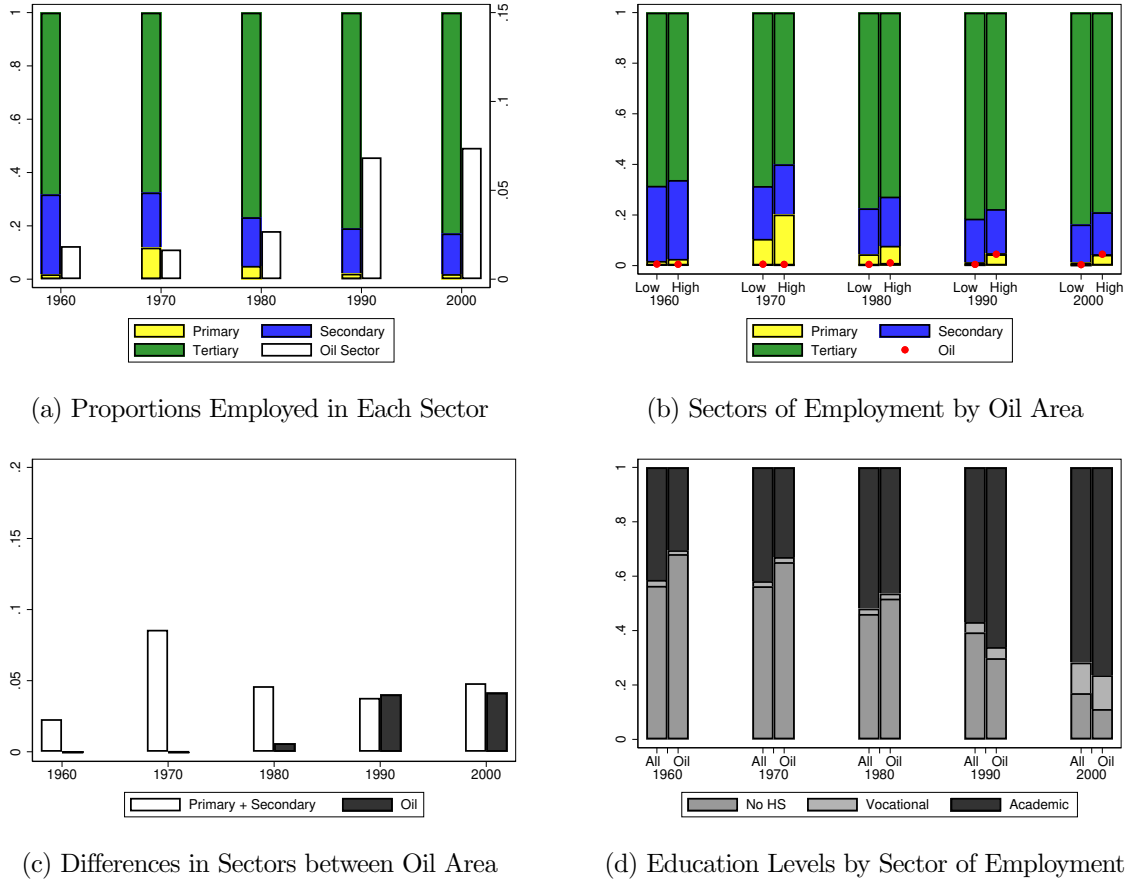 1
.8
.6
.4
.2
0
.15
.1
.05
0
1960 1970 1980 1990 2000
Primary Secondary
Tertiary Oil Sector
(a) Proportions Employed in Each Sector
1
.8
.6
.4
.2
0
Low High Low High Low High Low High Low High
1960 1970 1980 1990 2000
Primary Secondary
Tertiary Oil
(b) Sectors of Employment by Oil Area
.2
.15
.1
.05
0
1960 1970 1980 1990 2000
Primary + Secondary Oil
(c) Differences in Sectors between Oil Area
1
.8
.6
.4
.2
0
All Oil All Oil All Oil All Oil All Oil
1960 1970 1980 1990 2000
No HS Vocational Academic
(d) Education Levels by Sector of Employment